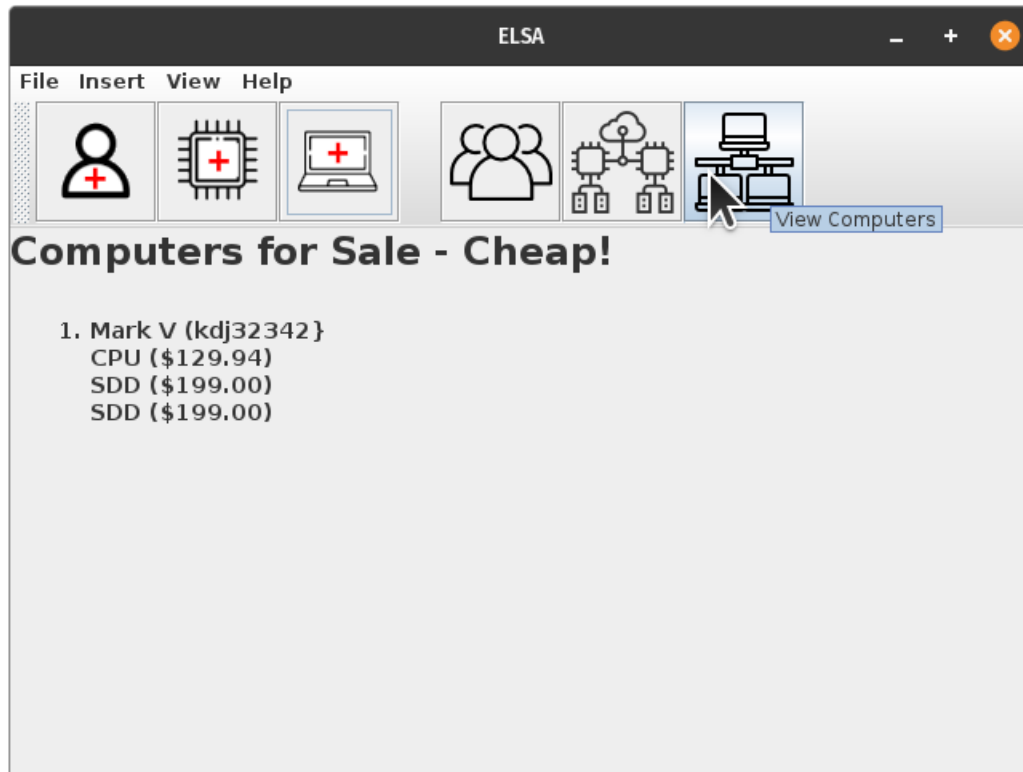 ELSA
File Insert View Help
View Computers
Computers for Sale - Cheap!
1. Mark V (kdj32342}
CPU ($129.94)
SDD ($199.00)
SDD ($199.00)